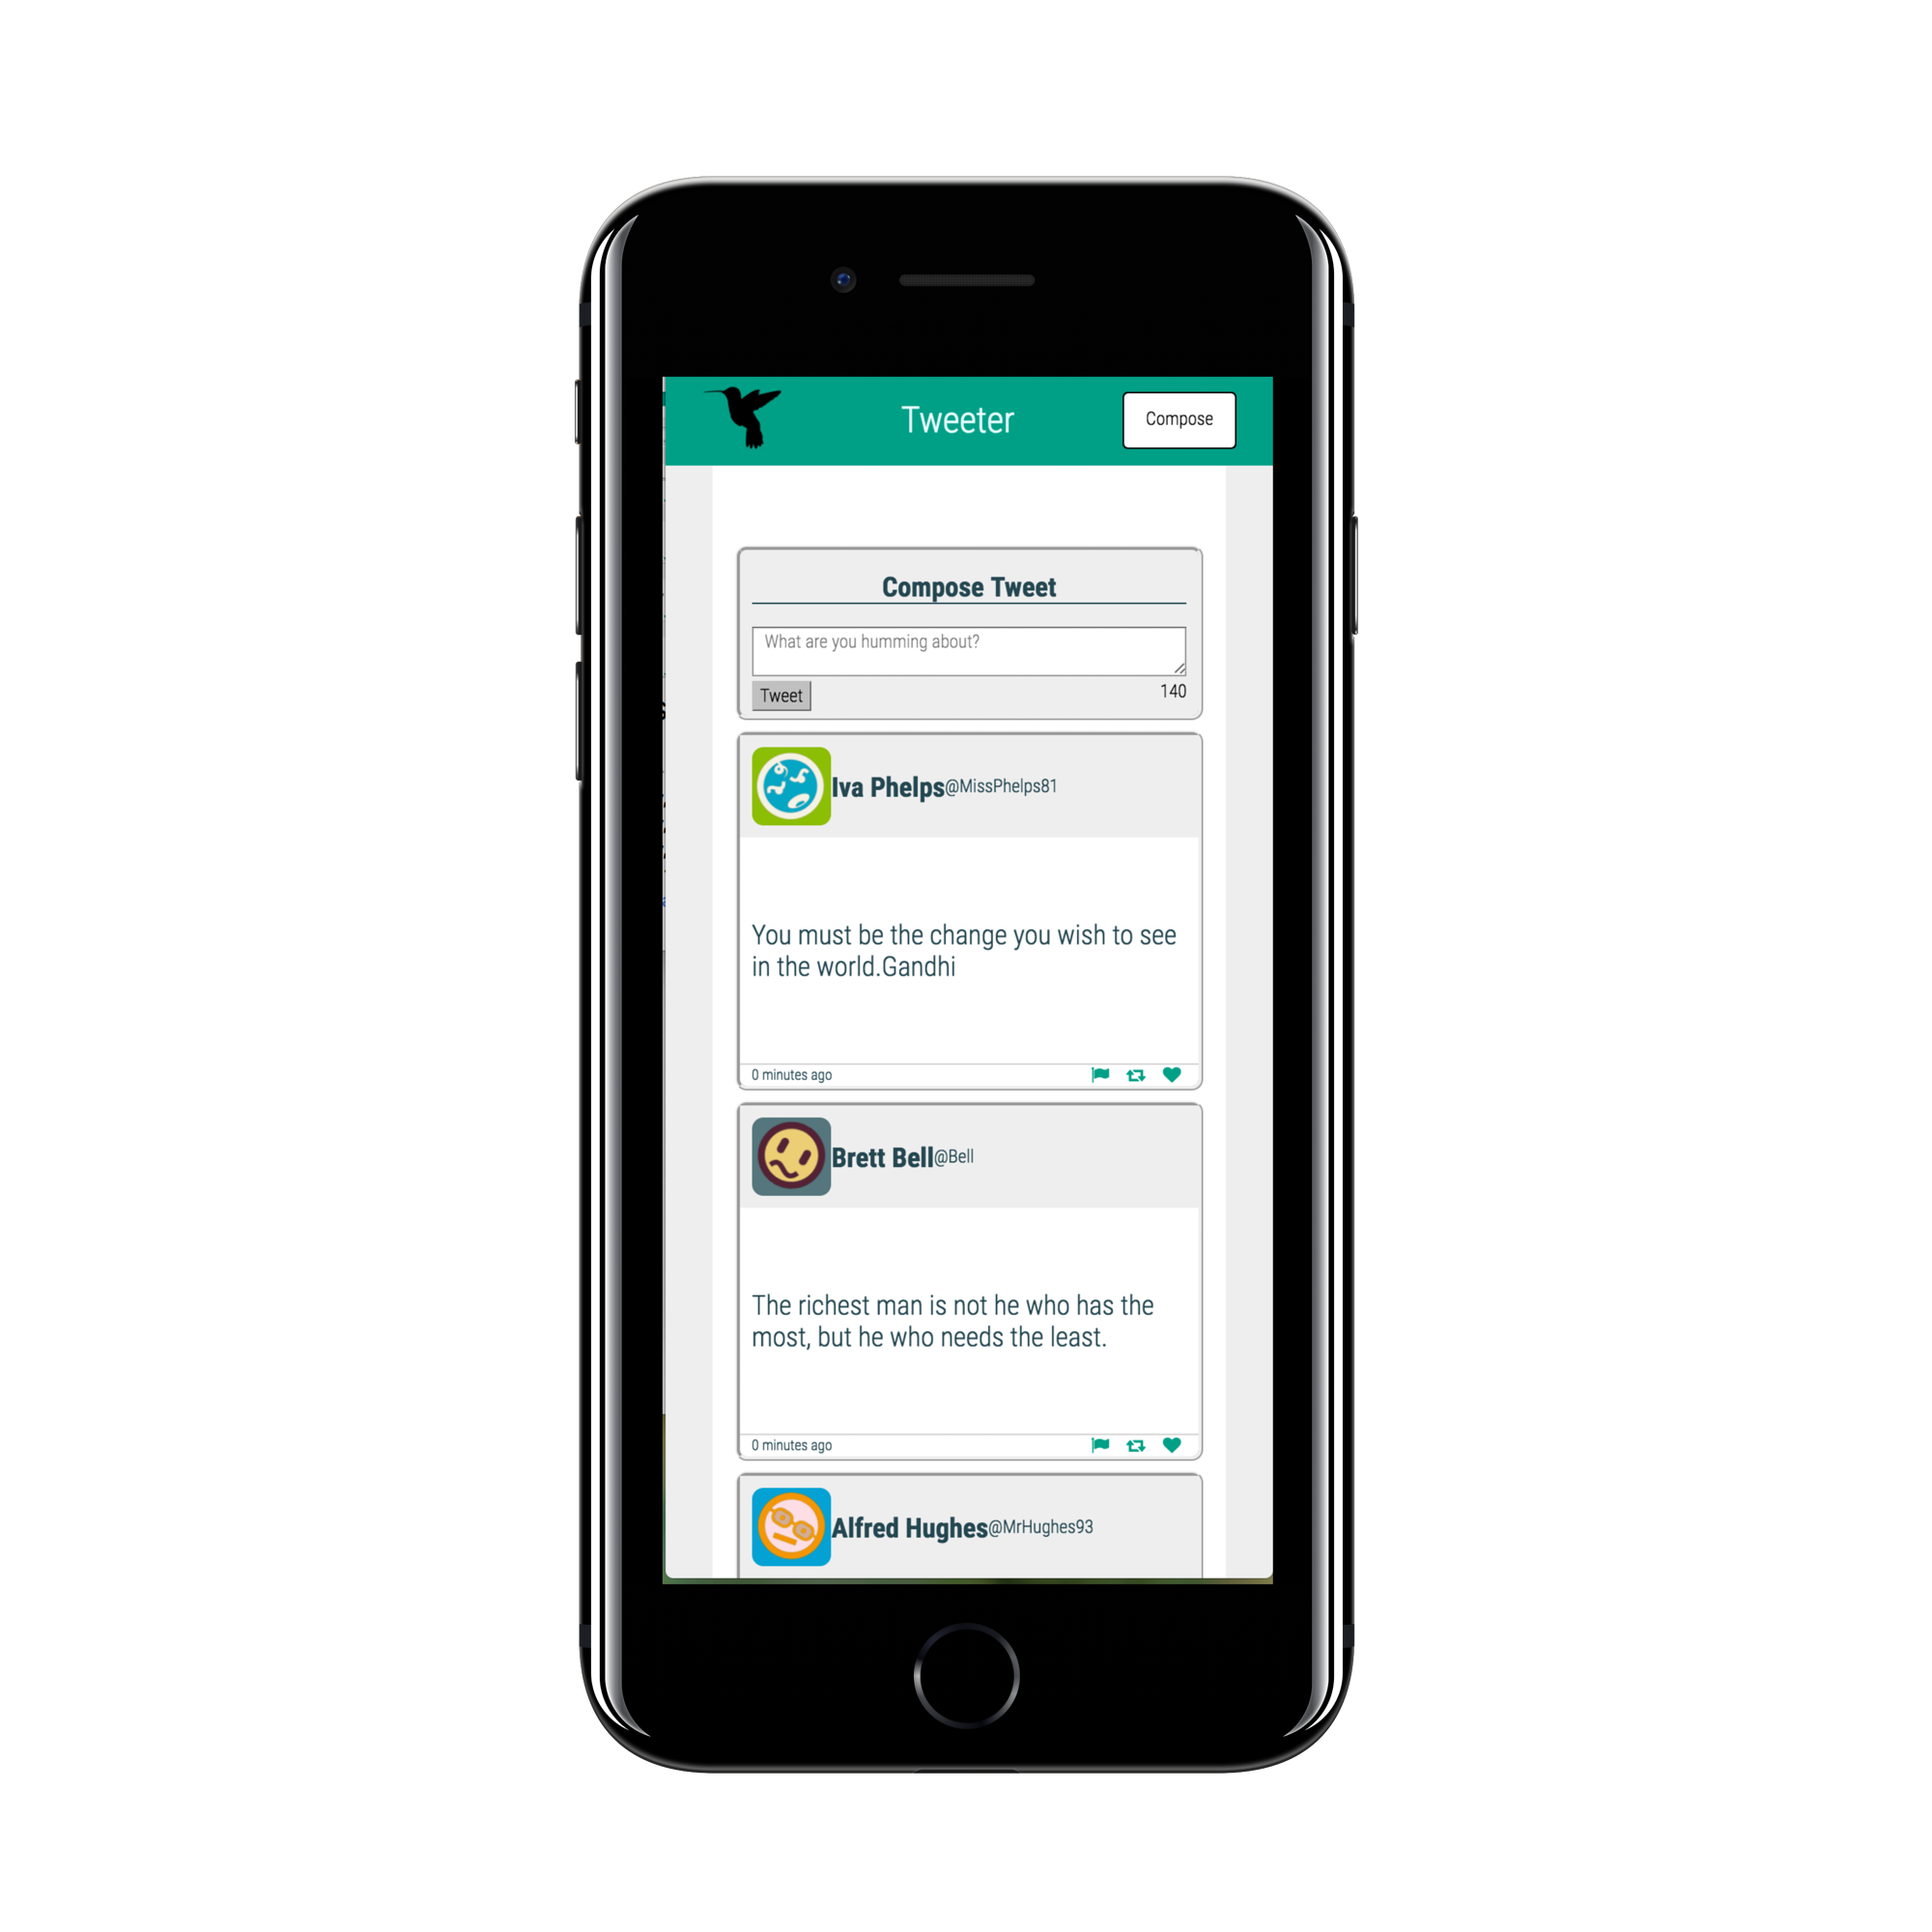 Tweeter
Compose
Compose Tweet
What are you humming about?
Tweet
140
Iva Phelps@MissPhelps81
You must be the change you wish to see
in the world.Gandhi
0 minutes ago
Brett Bell@Bell
The richest man is not he who has the
most, but he who needs the least.
0 minutes ago
Alfred Hughes@MrHughes93